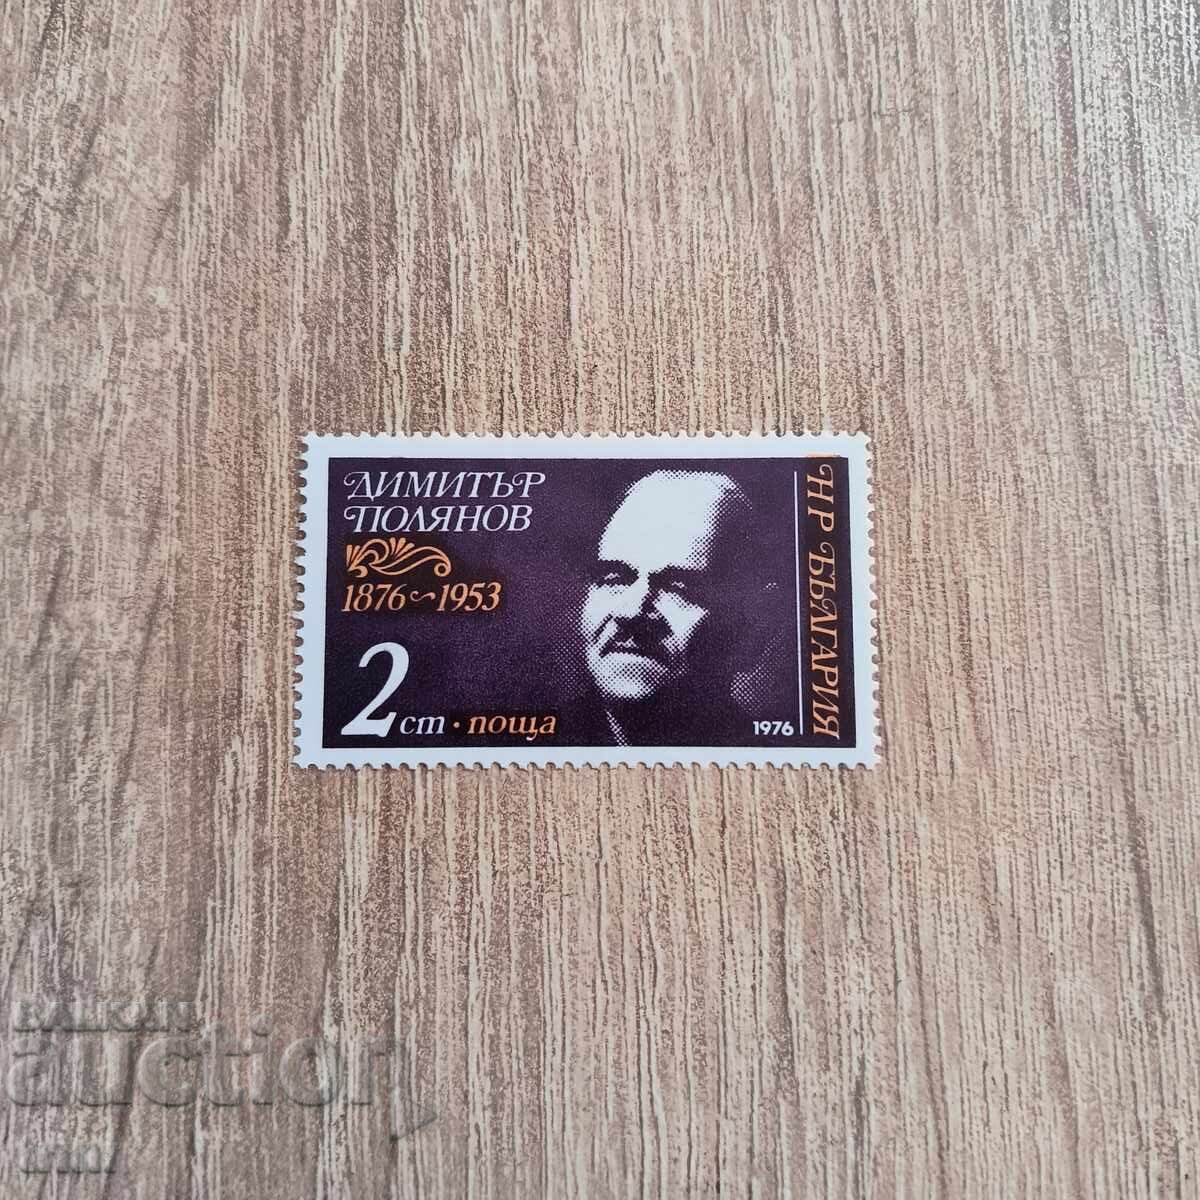 ДИМИТЪР
ПОЛЯНОВ
1876~1953
2 ст · поща
1976
НР БЪЛГАРИЯ
BALKAN
auction